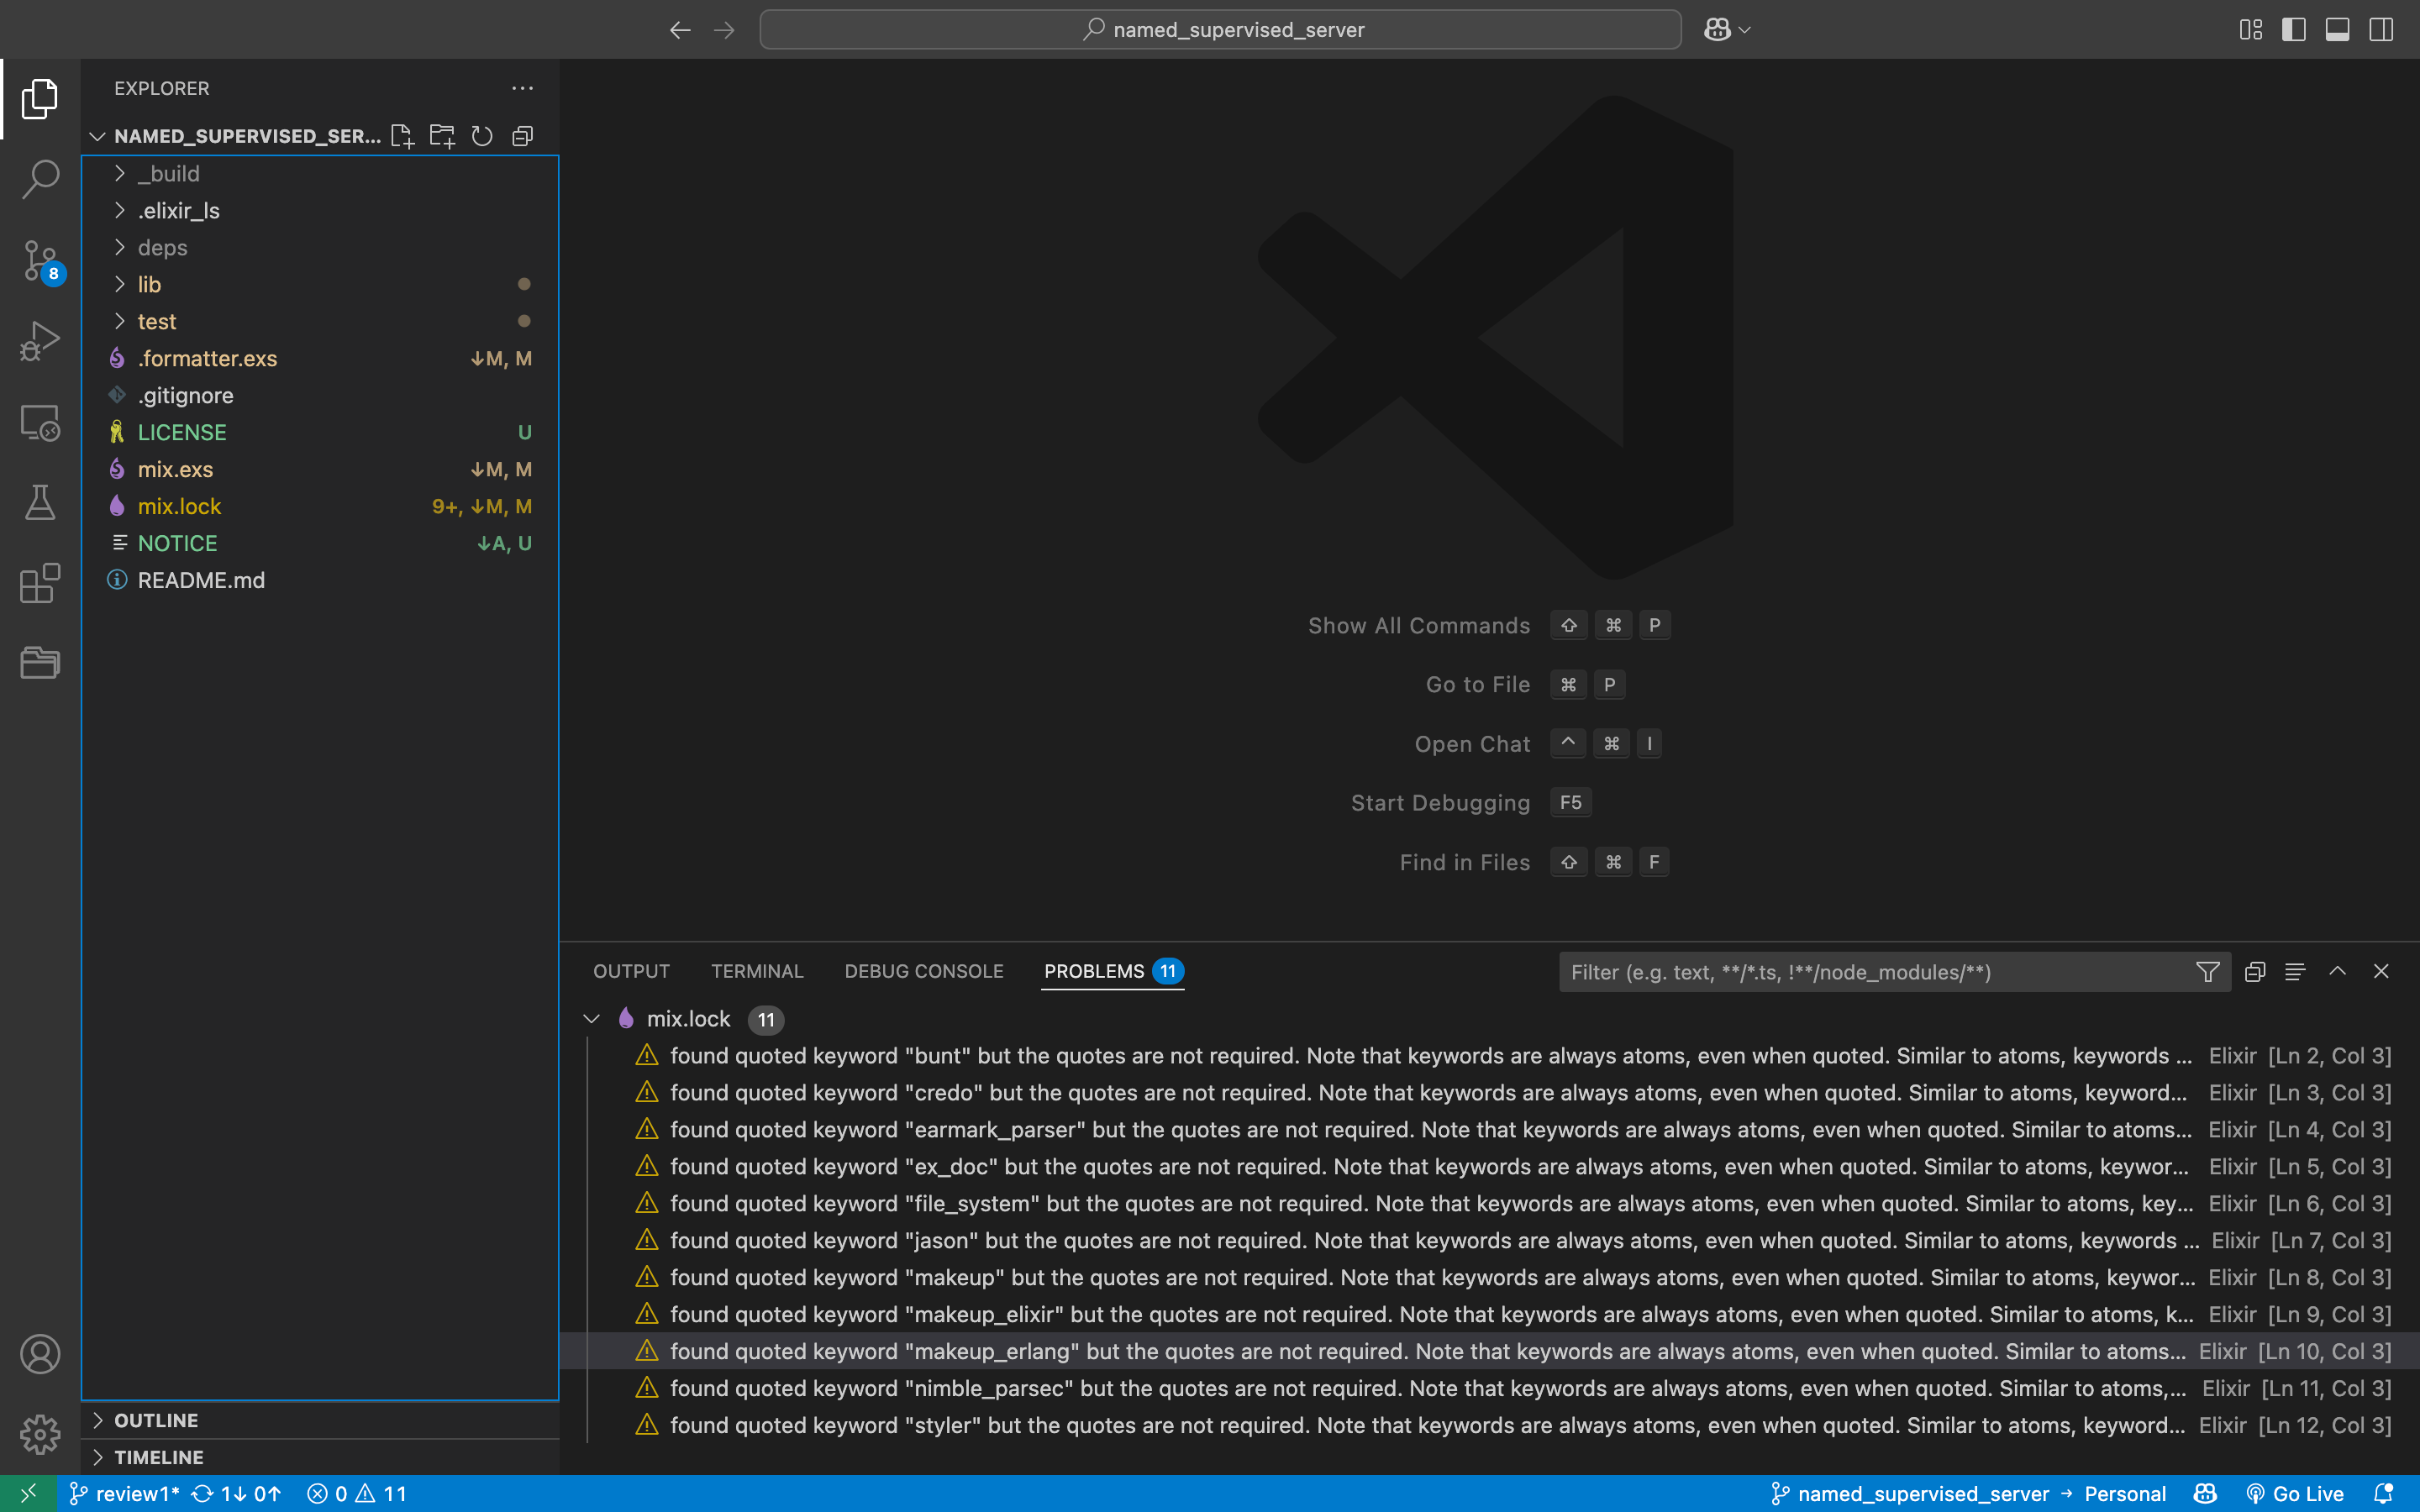 named_supervised_server
EXPLORER
NAMED_SUPERVISED_SER...
_build
.elixir_ls
deps
lib
test
.formatter.exs ↓M, M
.gitignore
LICENSE U
mix.exs ↓M, M
mix.lock 9+, ↓M, M
NOTICE ↓A, U
README.md
8
OUTLINE
TIMELINE
Show All Commands ⇧ ⌘ P
Go to File ⌘ P
Open Chat ^ ⌘ I
Start Debugging F5
Find in Files ⇧ ⌘ F
OUTPUT TERMINAL DEBUG CONSOLE PROBLEMS 11 Filter (e.g. text, **/*.ts, !**/node_modules/**)
mix.lock 11
found quoted keyword "bunt" but the quotes are not required. Note that keywords are always atoms, even when quoted. Similar to atoms, keywords ... Elixir [Ln 2, Col 3]
found quoted keyword "credo" but the quotes are not required. Note that keywords are always atoms, even when quoted. Similar to atoms, keyword... Elixir [Ln 3, Col 3]
found quoted keyword "earmark_parser" but the quotes are not required. Note that keywords are always atoms, even when quoted. Similar to atoms... Elixir [Ln 4, Col 3]
found quoted keyword "ex_doc" but the quotes are not required. Note that keywords are always atoms, even when quoted. Similar to atoms, keywor... Elixir [Ln 5, Col 3]
found quoted keyword "file_system" but the quotes are not required. Note that keywords are always atoms, even when quoted. Similar to atoms, key... Elixir [Ln 6, Col 3]
found quoted keyword "jason" but the quotes are not required. Note that keywords are always atoms, even when quoted. Similar to atoms, keywords ... Elixir [Ln 7, Col 3]
found quoted keyword "makeup" but the quotes are not required. Note that keywords are always atoms, even when quoted. Similar to atoms, keywor... Elixir [Ln 8, Col 3]
found quoted keyword "makeup_elixir" but the quotes are not required. Note that keywords are always atoms, even when quoted. Similar to atoms, k... Elixir [Ln 9, Col 3]
found quoted keyword "makeup_erlang" but the quotes are not required. Note that keywords are always atoms, even when quoted. Similar to atoms... Elixir [Ln 10, Col 3]
found quoted keyword "nimble_parsec" but the quotes are not required. Note that keywords are always atoms, even when quoted. Similar to atoms,... Elixir [Ln 11, Col 3]
found quoted keyword "styler" but the quotes are not required. Note that keywords are always atoms, even when quoted. Similar to atoms, keyword... Elixir [Ln 12, Col 3]
review1* 1↓ 0↑ 0 11 named_supervised_server → Personal Go Live